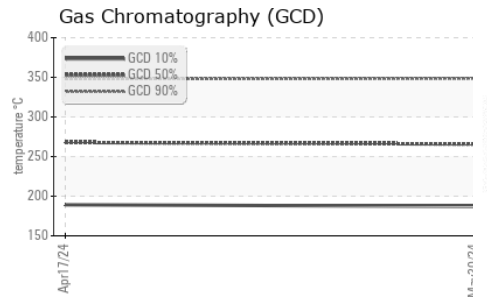 Gas Chromatography (GCD)
400
350
300
250
200
150
temperature °C
GCD 10%
GCD 50%
GCD 90%
Apr17/24